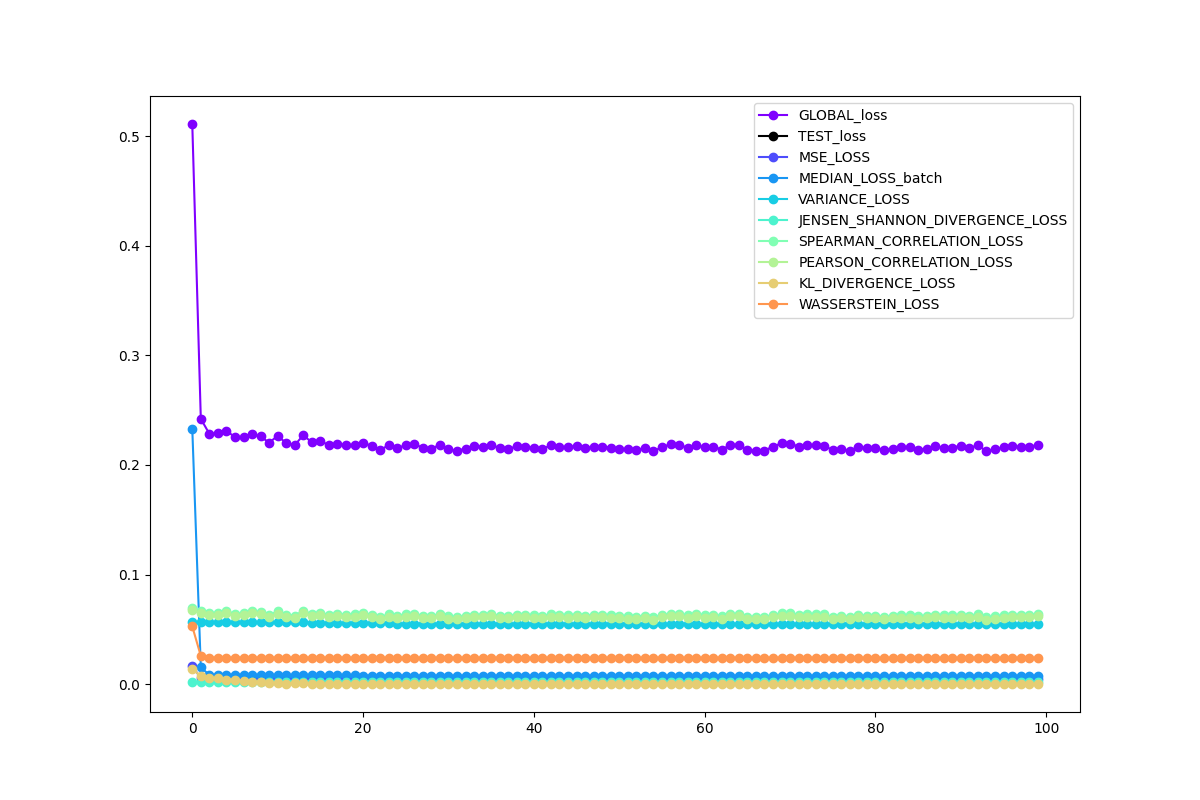 GLOBAL_loss
TEST_loss
MSE_LOSS
MEDIAN_LOSS_batch
VARIANCE_LOSS
JENSEN_SHANNON_DIVERGENCE_LOSS
SPEARMAN_CORRELATION_LOSS
PEARSON_CORRELATION_LOSS
KL_DIVERGENCE_LOSS
WASSERSTEIN_LOSS
0.5
0.4
0.3
0.2
0.1
0.0
0 20 40 60 80 100